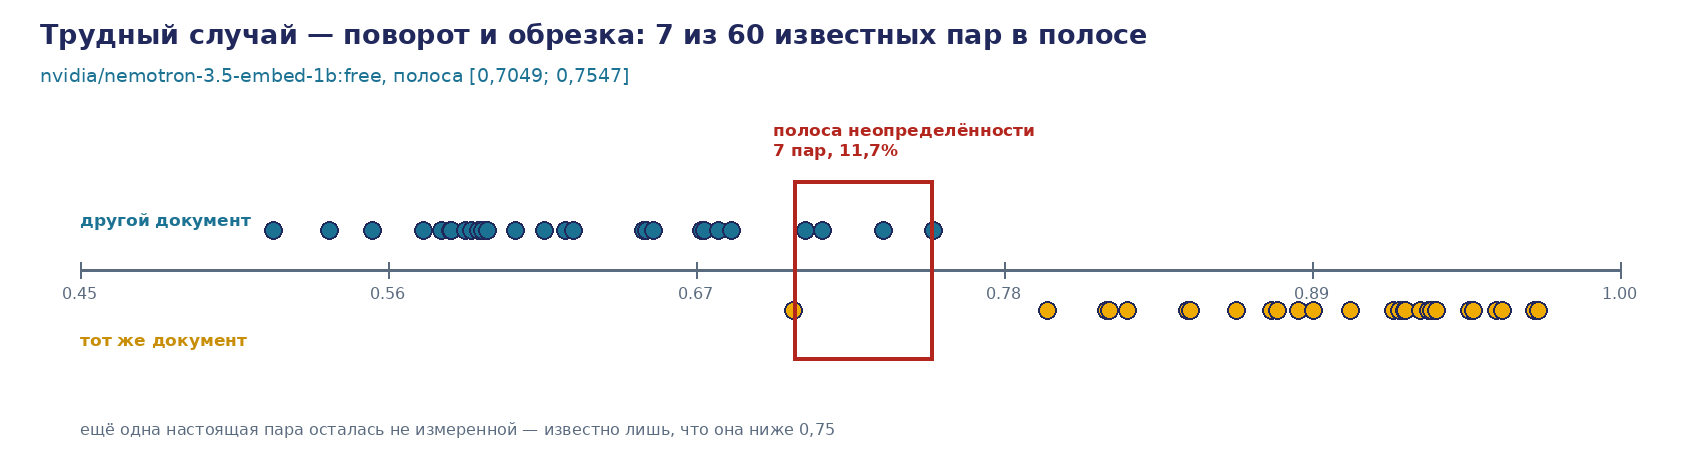 Трудный случай — поворот и обрезка: 7 из 60 известных пар в полосе
nvidia/nemotron-3.5-embed-1b:free, полоса [0,7049; 0,7547]
полоса неопределённости
7 пар, 11,7%
другой документ
0.45 0.56 0.67 0.78 0.89 1.00
тот же документ
ещё одна настоящая пара осталась не измеренной — известно лишь, что она ниже 0,75